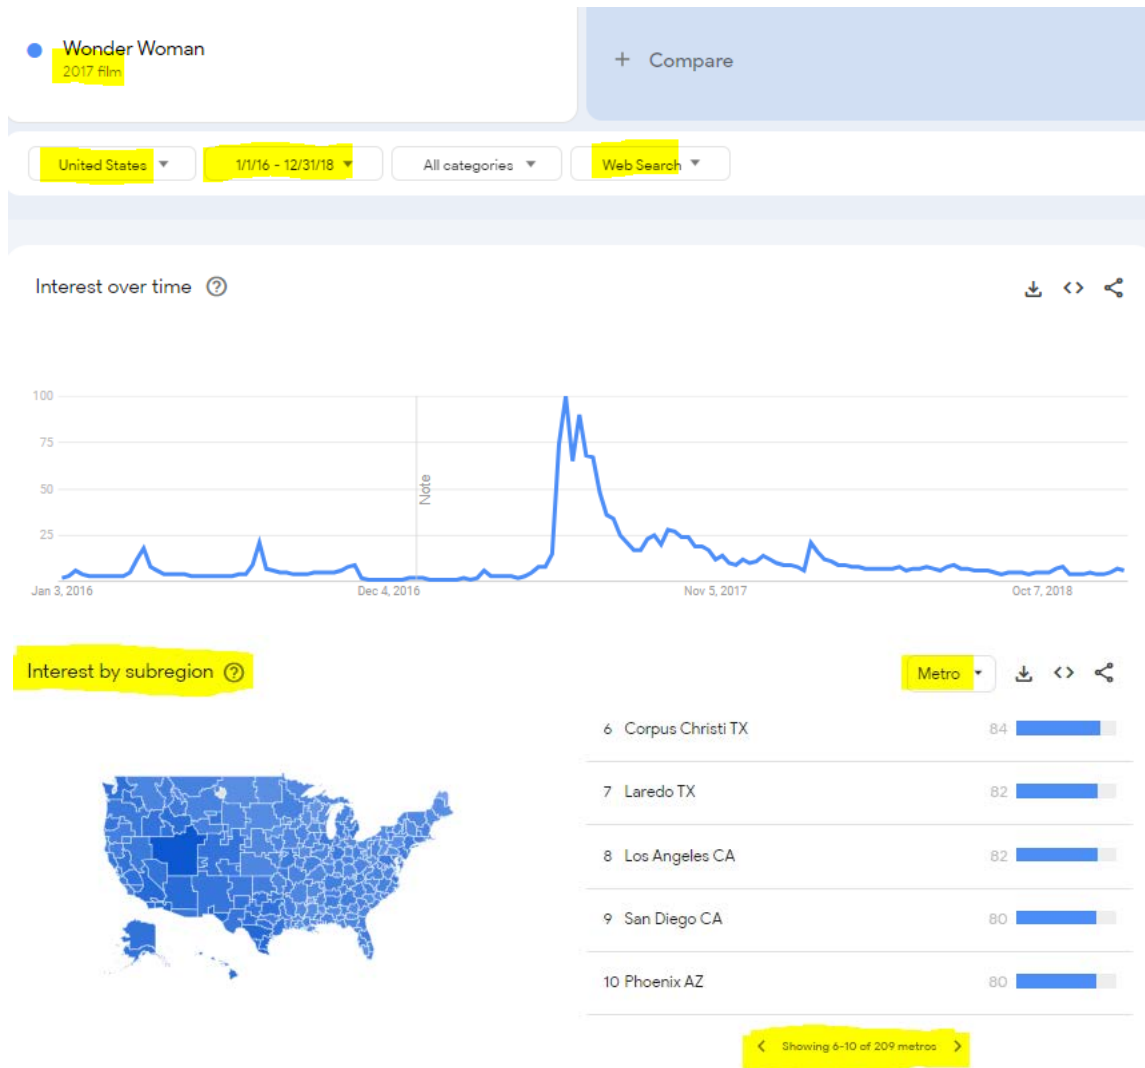 Wonder Woman
2017 film
+ Compare
United States
1/1/16 - 12/31/18
All categories
Web Search
Interest over time
100
75
50
25
Note
Jan 3, 2016
Dec 4, 2016
Nov 5, 2017
Oct 7, 2018
Interest by subregion
Metro
6 Corpus Christi TX 84
7 Laredo TX 82
8 Los Angeles CA 82
9 San Diego CA 80
10 Phoenix AZ 80
Showing 6-10 of 209 metros